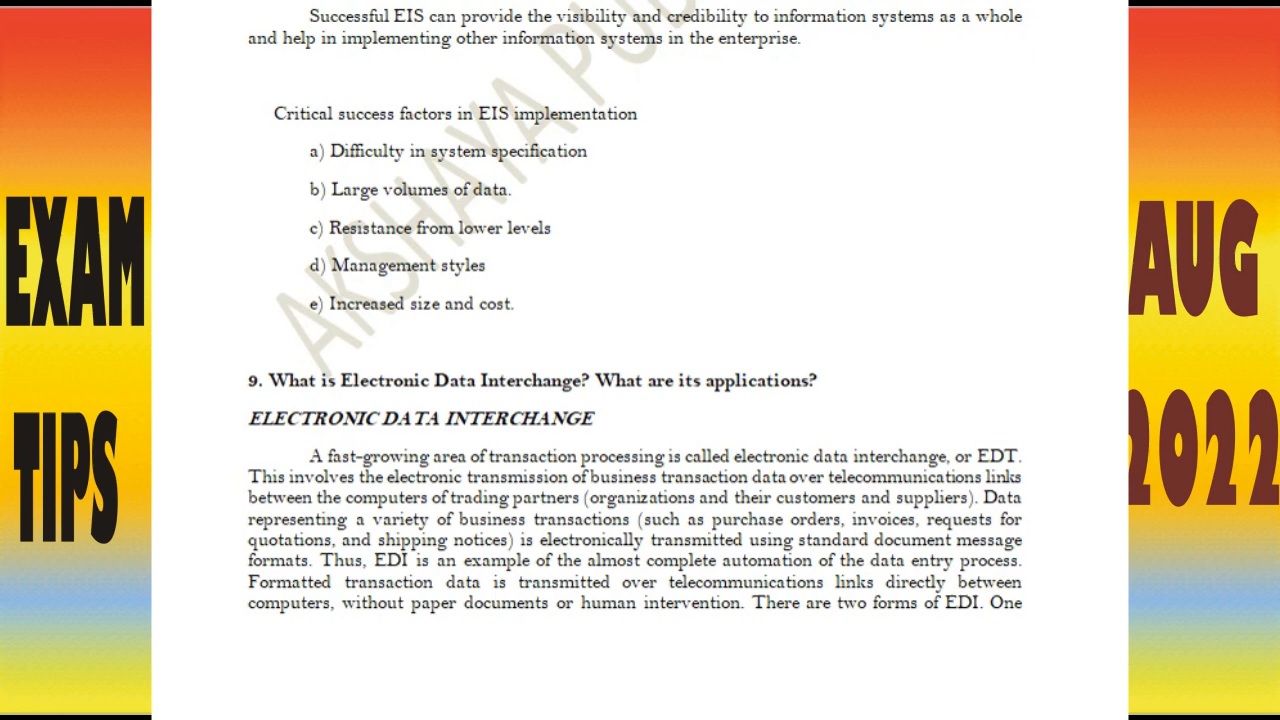 Successful EIS can provide the visibility and credibility to information systems as a whole
and help in implementing other information systems in the enterprise.
Critical success factors in EIS implementation
a) Difficulty in system specification
b) Large volumes of data.
c) Resistance from lower levels
d) Management styles
e) Increased size and cost.
9. What is Electronic Data Interchange? What are its applications?
ELECTRONIC DATA INTERCHANGE
A fast-growing area of transaction processing is called electronic data interchange, or EDT.
This involves the electronic transmission of business transaction data over telecommunications links
between the computers of trading partners (organizations and their customers and suppliers). Data
representing a variety of business transactions (such as purchase orders, invoices, requests for
quotations, and shipping notices) is electronically transmitted using standard document message
formats. Thus, EDI is an example of the almost complete automation of the data entry process.
Formatted transaction data is transmitted over telecommunications links directly between
computers, without paper documents or human intervention. There are two forms of EDI. One
EXAM
TIPS
AUG
2022
AKSHAYA